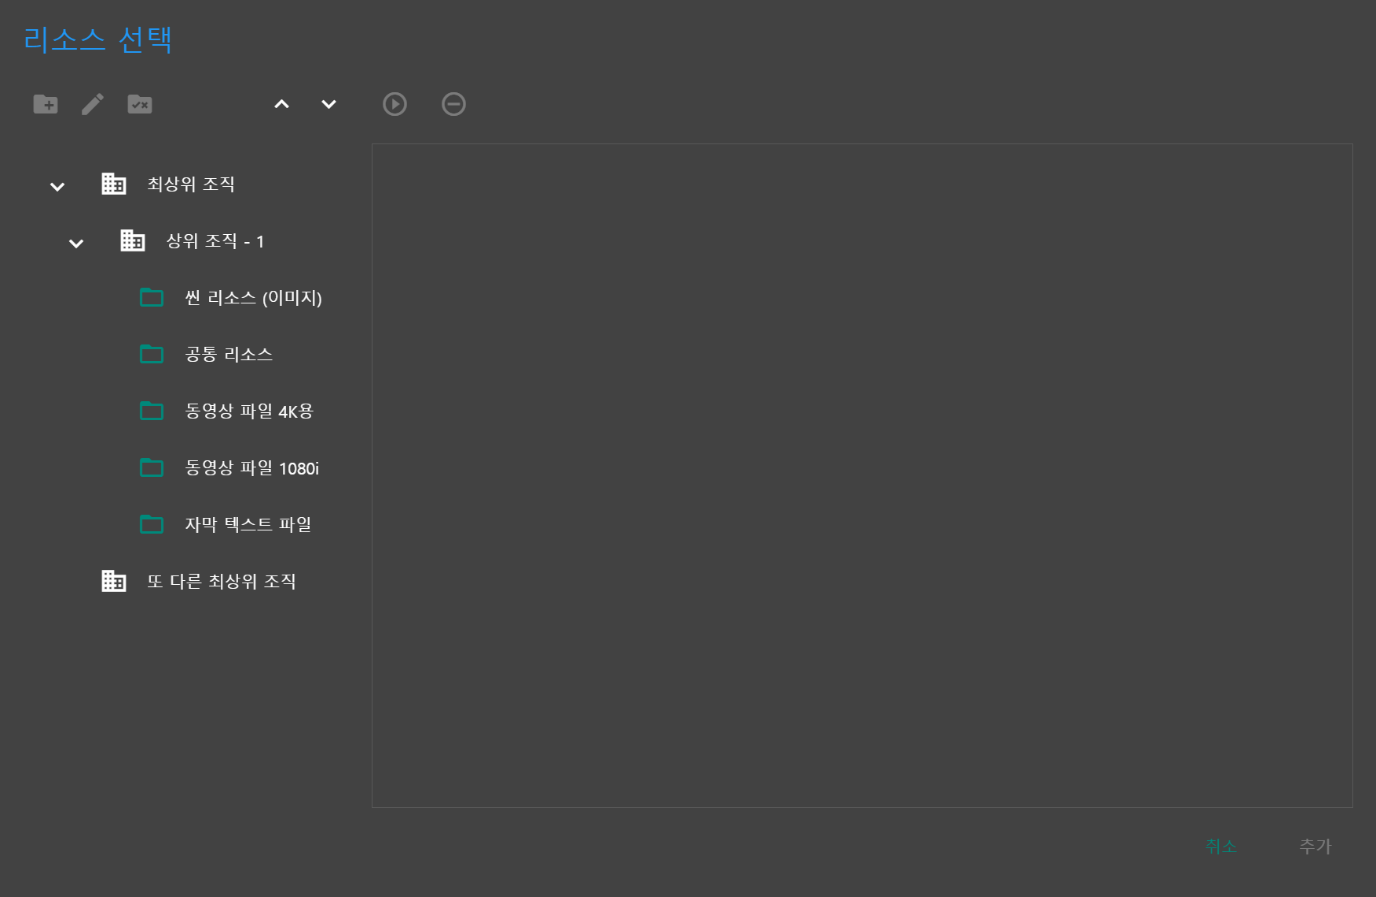 리소스 선택
최상위 조직
상위 조직 - 1
씬 리소스 (이미지)
공통 리소스
동영상 파일 4K용
동영상 파일 1080i
자막 텍스트 파일
또 다른 최상위 조직
취소
추가